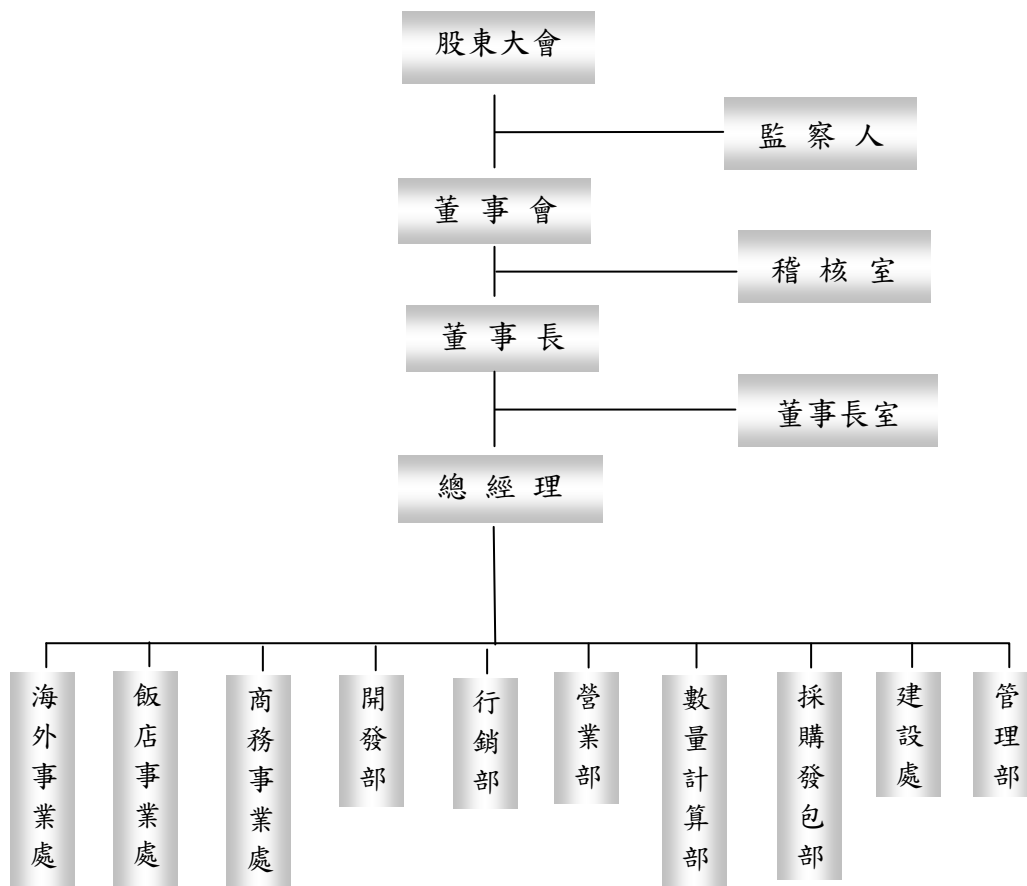 股東大會
監察人
董事會
稽核室
董事長
董事長室
總經理
海外事業處
飯店事業處
商務事業處
開發部
行銷部
營業部
數量計算部
採購發包部
建設處
管理部